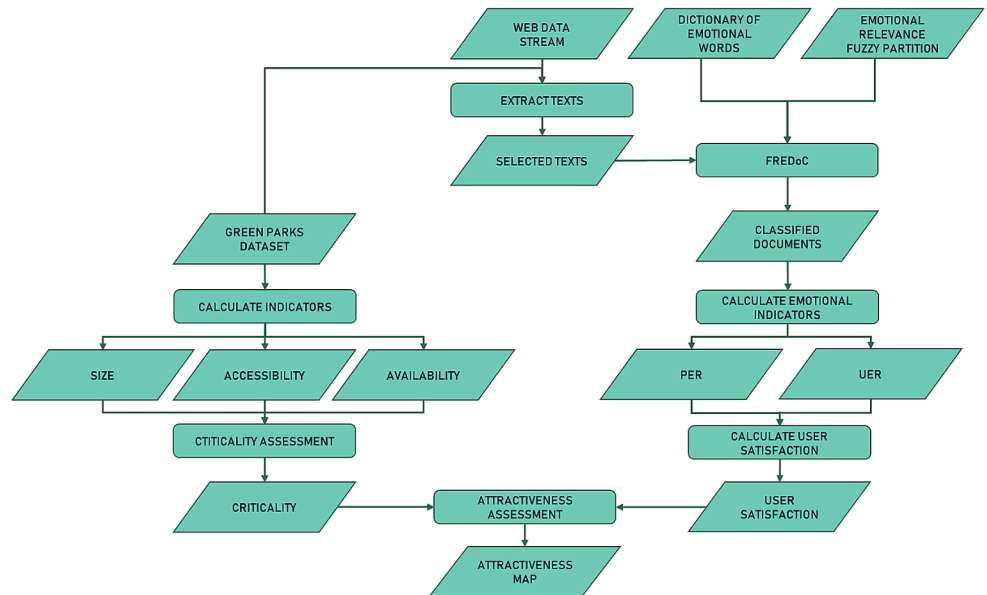 WEB DATA
STREAM
DICTIONARY OF
EMOTIONAL
WORDS
EMOTIONAL
RELEVANCE
FUZZY PARTITION
EXTRACT TEXTS
SELECTED TEXTS
FREDoC
GREEN PARKS
DATASET
CLASSIFIED
DOCUMENTS
CALCULATE INDICATORS
CALCULATE EMOTIONAL
INDICATORS
SIZE
ACCESSIBILITY
AVAILABILITY
PER
UER
CTITICALITY ASSESSMENT
CALCULATE USER
SATISFACTION
CRITICALITY
ATTRACTIVENESS
ASSESSMENT
USER
SATISFACTION
ATTRACTIVENESS
MAP